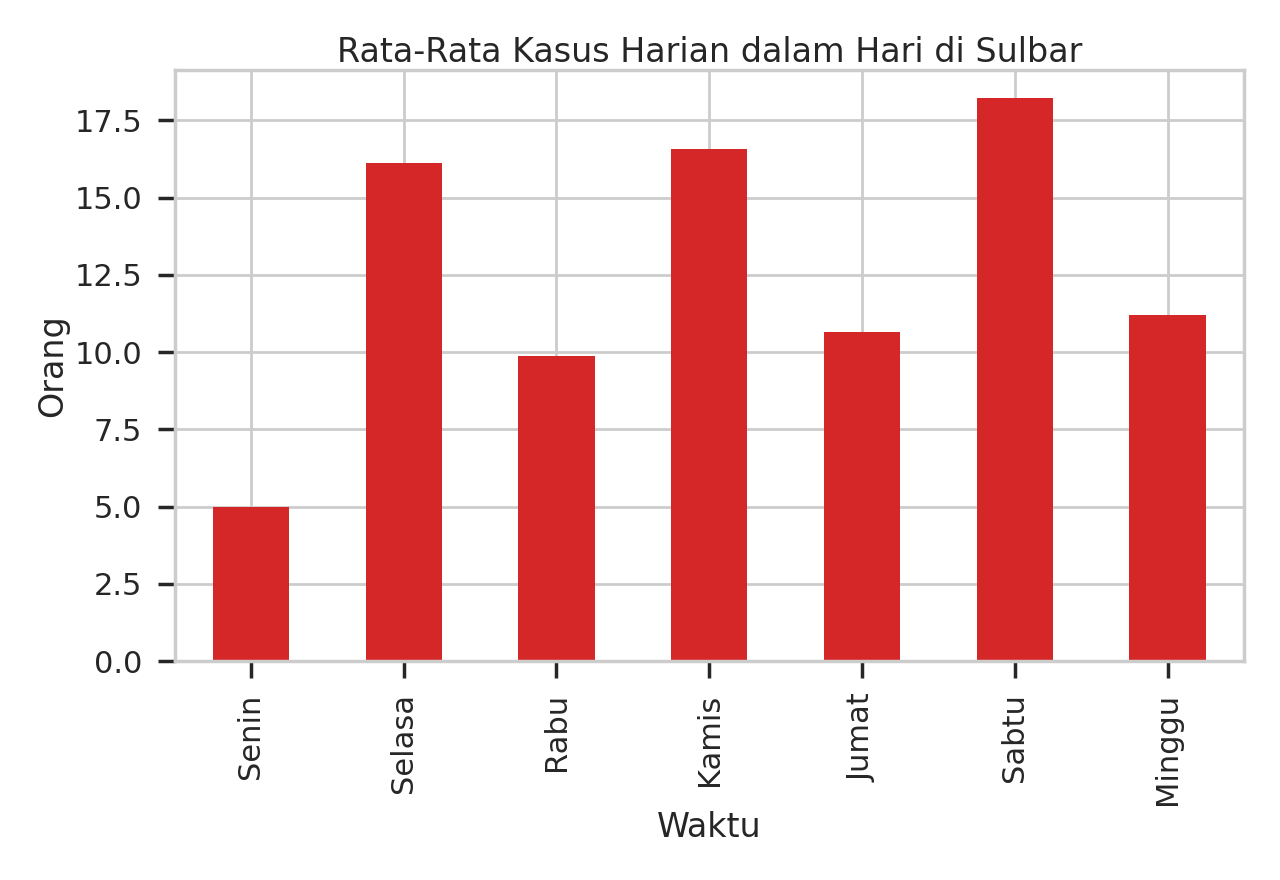 Rata-Rata Kasus Harian dalam Hari di Sulbar
Orang
17.5
15.0
12.5
10.0
7.5
5.0
2.5
0.0
Senin
Selasa
Rabu
Kamis
Jumat
Sabtu
Minggu
Waktu